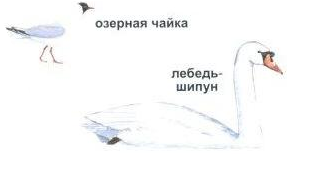 озерная чайка
лебедь-
шипун